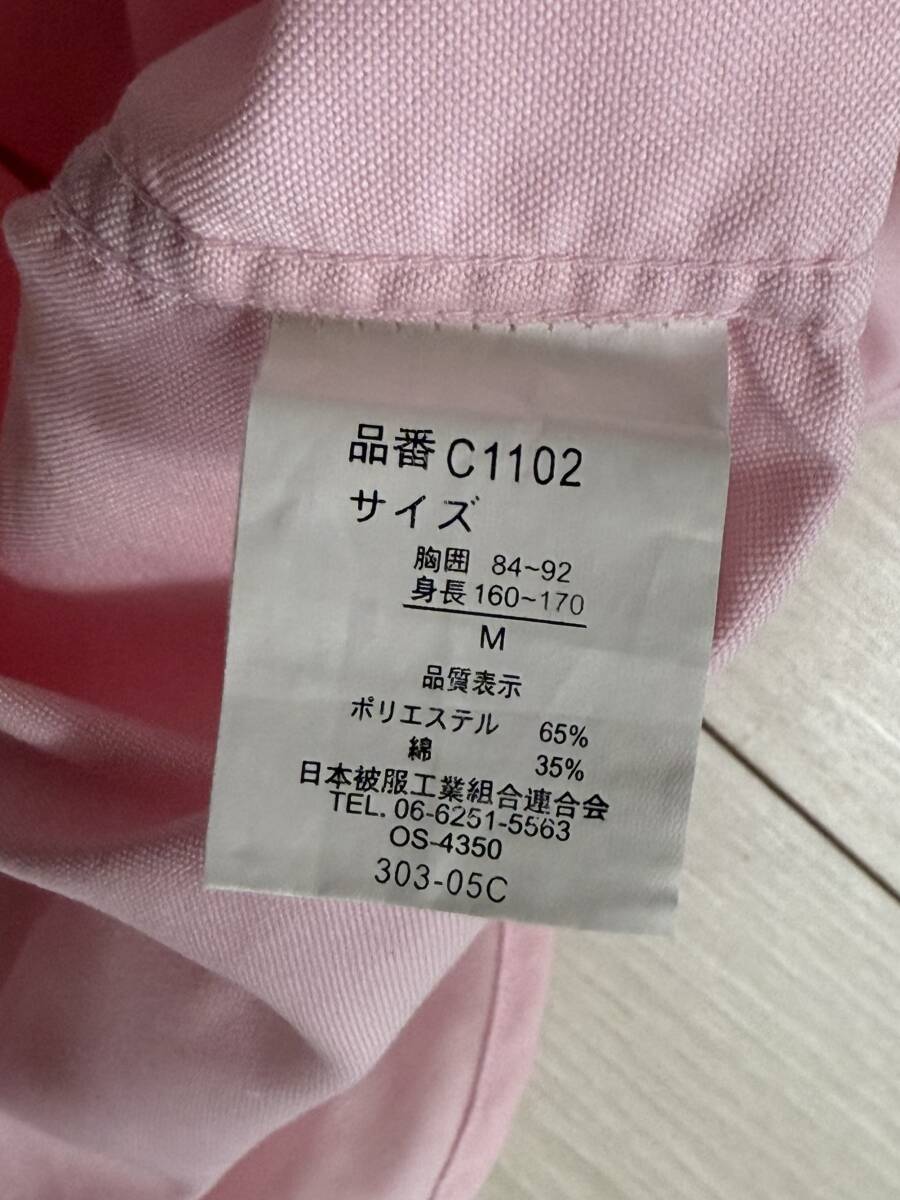 品番 C1102
サイズ
胸囲 84~92
身長 160~170
M
品質表示
ポリエステル 65%
綿 35%
日本被服工業組合連合会
TEL. 06-6251-5563
OS-4350
303-05C